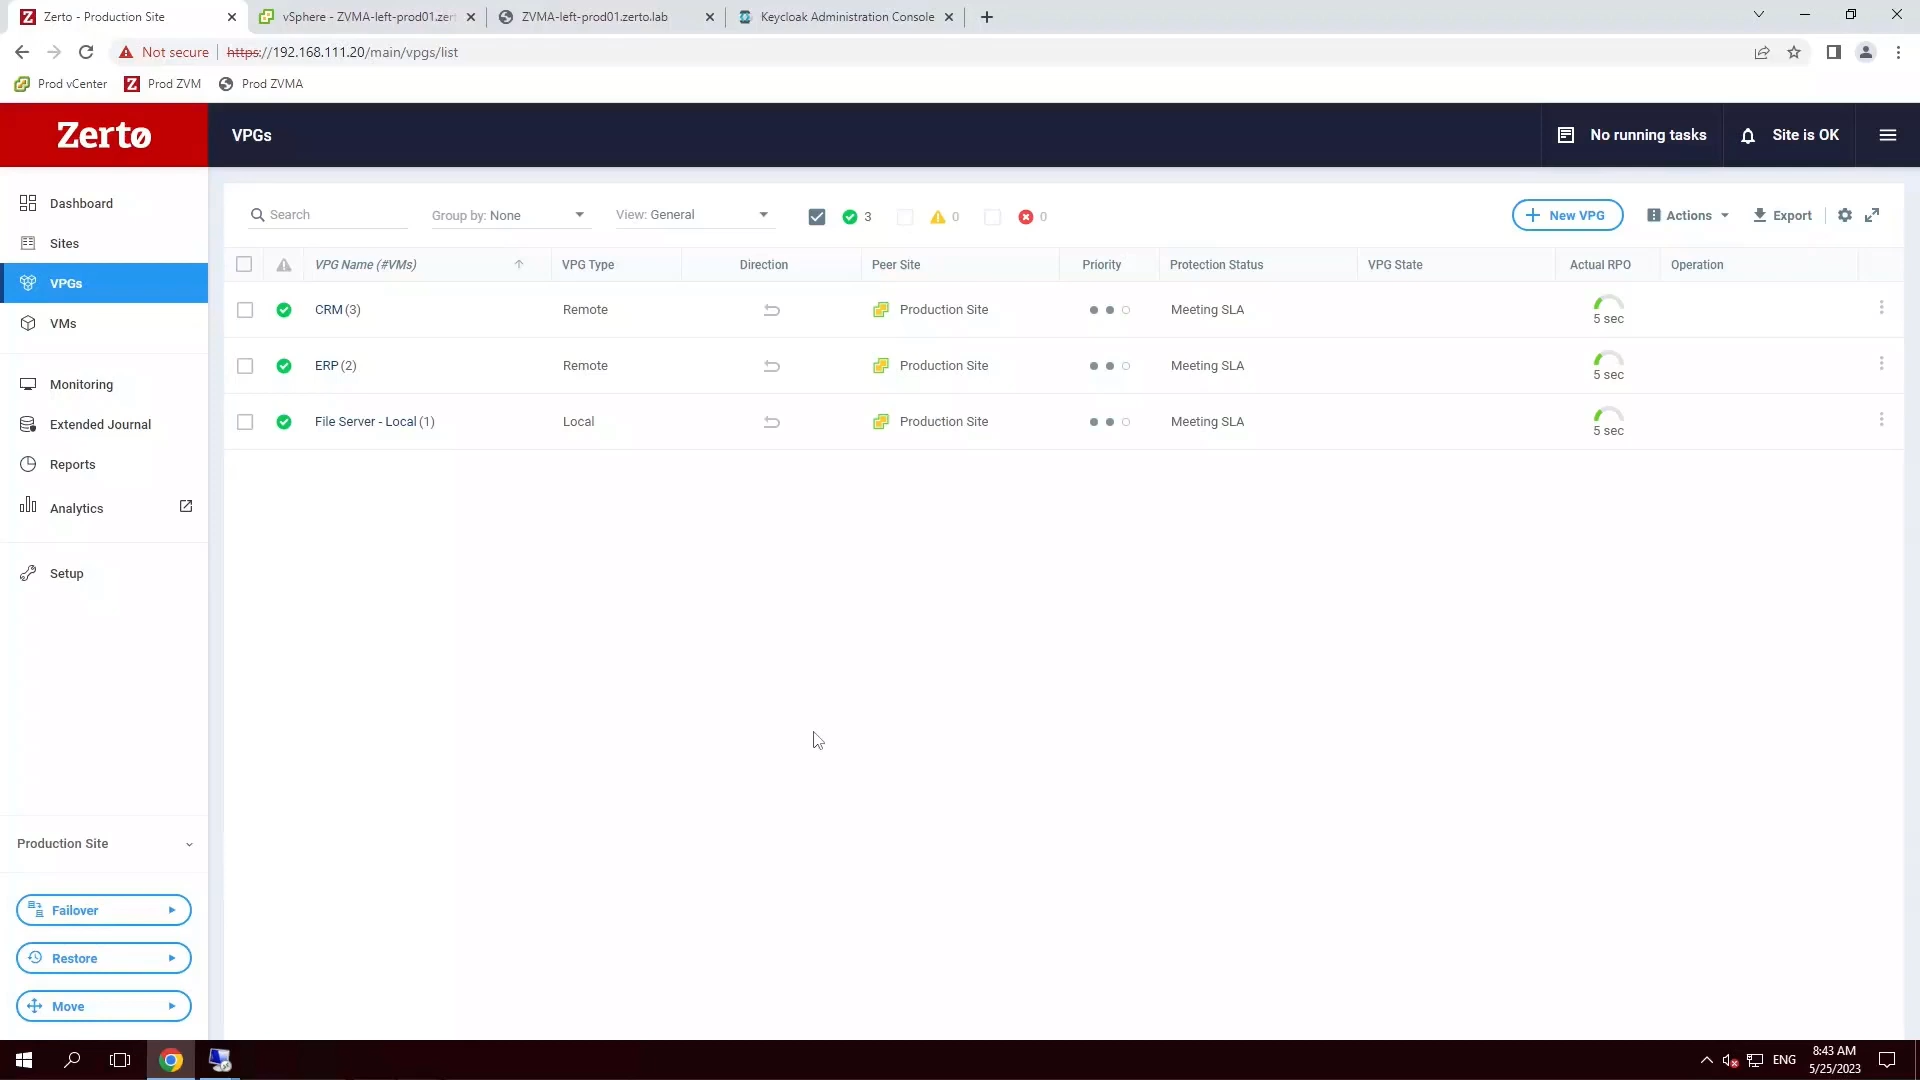 Zerto - Production Site
vSphere - ZVMA-left-prod01.zert
ZVMA-left-prod01.zerto.lab
Keycloak Administration Console
Not secure
https://192.168.111.20/main/vpgs/list
Prod vCenter
Prod ZVM
Prod ZVMA
Zerto
VPGs
No running tasks
Site is OK
Dashboard
Sites
VPGs
VMs
Monitoring
Extended Journal
Reports
Analytics
Setup
Production Site
Failover
Restore
Move
Search
Group by: None
View: General
3
0
0
New VPG
Actions
Export
VPG Name (#VMs) VPG Type Direction Peer Site Priority Protection Status VPG State Actual RPO Operation
CRM (3) Remote Production Site Meeting SLA 5 sec
ERP (2) Remote Production Site Meeting SLA 5 sec
File Server - Local (1) Local Production Site Meeting SLA 5 sec
ENG
8:43 AM
5/25/2023